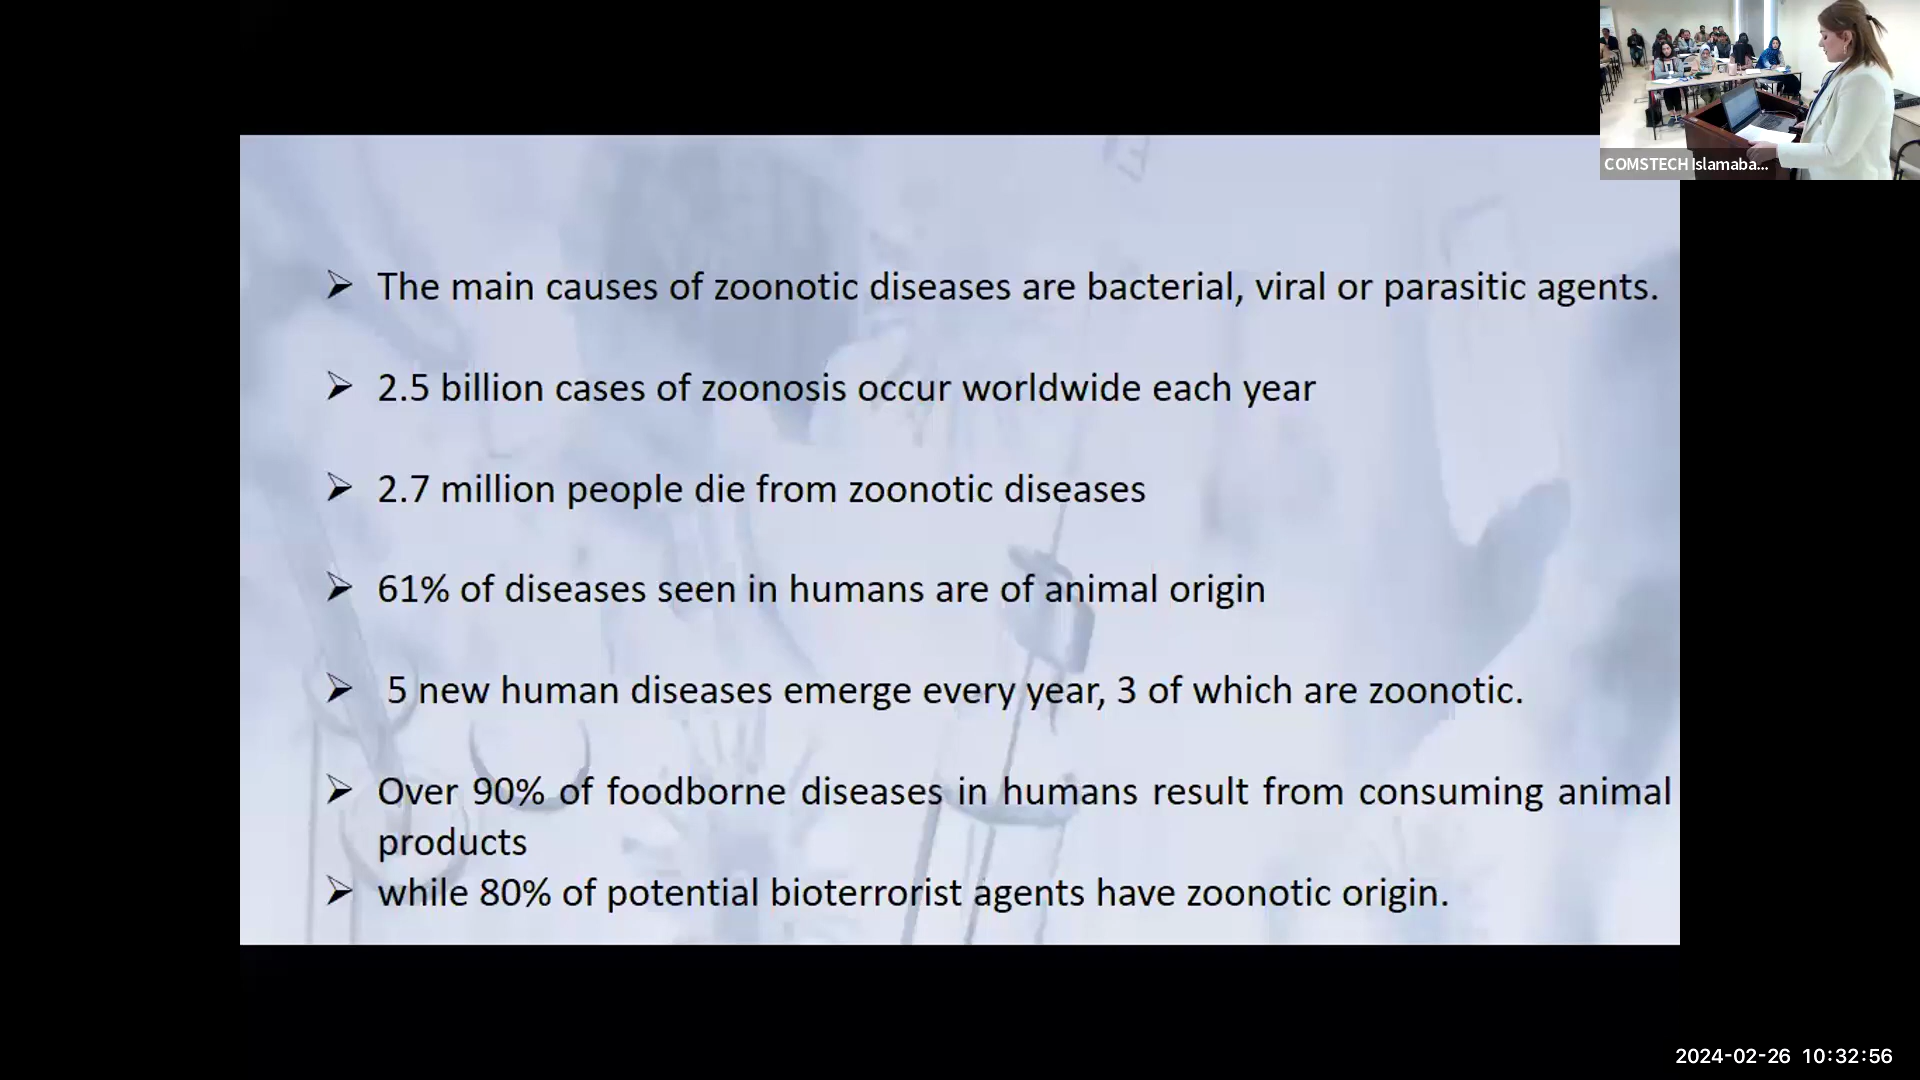 COMSTECH Islamaba...
➢ The main causes of zoonotic diseases are bacterial, viral or parasitic agents.
➢ 2.5 billion cases of zoonosis occur worldwide each year
➢ 2.7 million people die from zoonotic diseases
➢ 61% of diseases seen in humans are of animal origin
➢ 5 new human diseases emerge every year, 3 of which are zoonotic.
➢ Over 90% of foodborne diseases in humans result from consuming animal
products
➢ while 80% of potential bioterrorist agents have zoonotic origin.
2024-02-26 10:32:56